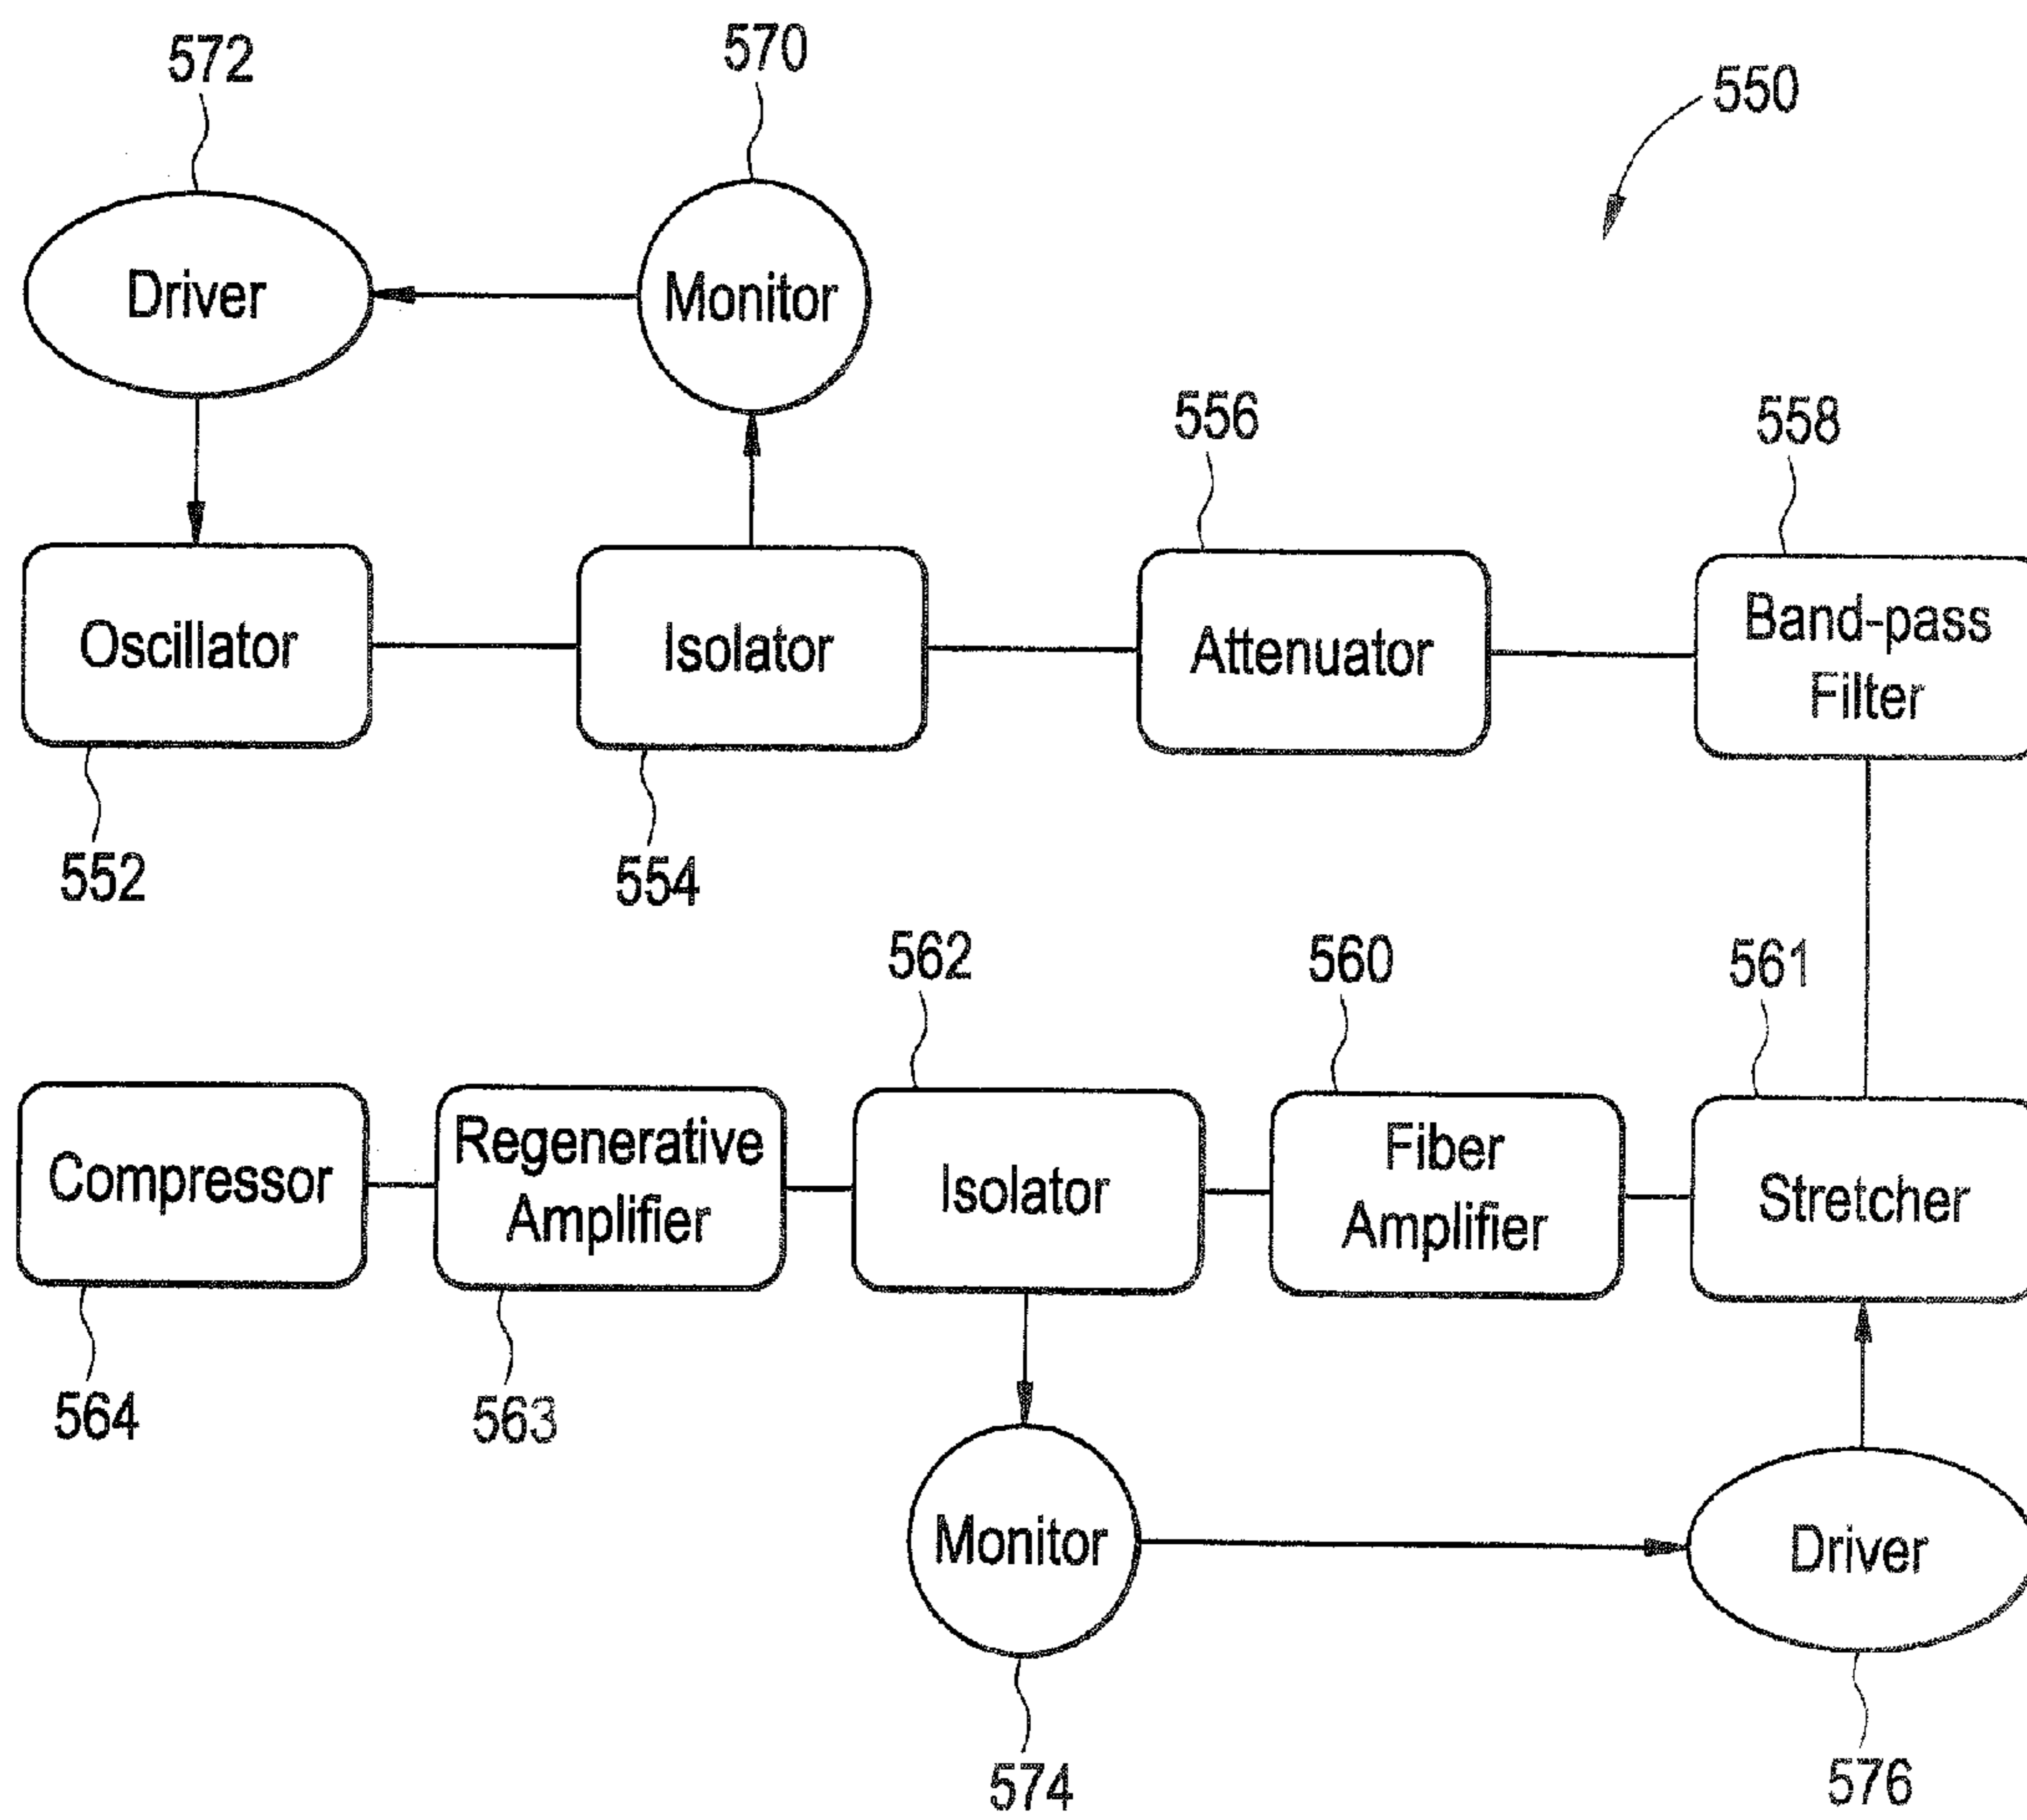 572
570
550
Driver
Monitor
556
558
Oscillator
Isolator
Attenuator
Band-pass
Filter
552
554
562
560
561
Compressor
Regenerative
Amplifier
Isolator
Fiber
Amplifier
Stretcher
564
563
Monitor
Driver
574
576